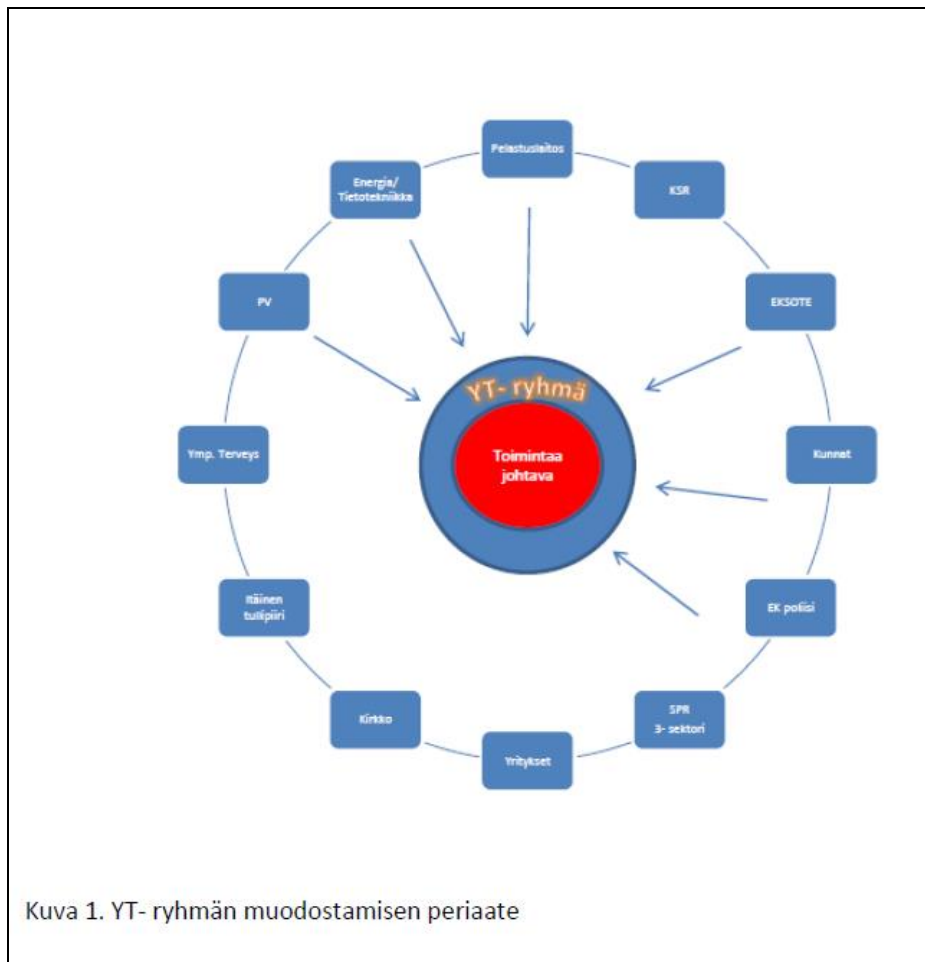 Pelastuslaitos
KSR
EKSOTE
Kunnat
EK poliisi
SPR
3- sektori
Yritykset
Kirkko
Itäinen
tullipiiri
Ymp. Terveys
PV
Energia/
Tietotekniikka
YT- ryhmä
Toimintaa
johtava
Kuva 1. YT- ryhmän muodostamisen periaate